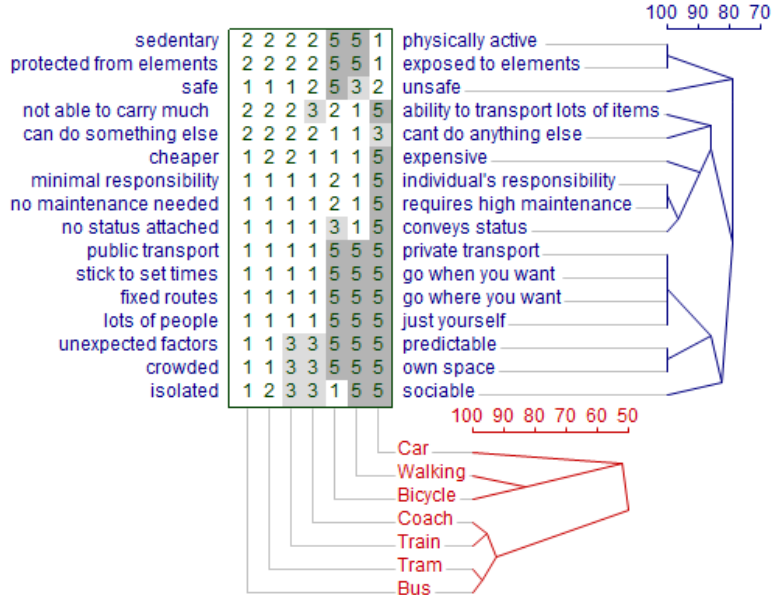 100 90 80 70
sedentary 2 2 2 2 5 5 1 physically active
protected from elements 2 2 2 2 5 5 1 exposed to elements
safe 1 1 1 2 5 3 2 unsafe
not able to carry much 2 2 2 3 2 1 5 ability to transport lots of items
can do something else 2 2 2 2 1 1 3 cant do anything else
cheaper 1 2 2 1 1 1 5 expensive
minimal responsibility 1 1 1 1 2 1 5 individual's responsibility
no maintenance needed 1 1 1 1 2 1 5 requires high maintenance
no status attached 1 1 1 1 3 1 5 conveys status
public transport 1 1 1 1 5 5 5 private transport
stick to set times 1 1 1 1 5 5 5 go when you want
fixed routes 1 1 1 1 5 5 5 go where you want
lots of people 1 1 1 1 5 5 5 just yourself
unexpected factors 1 1 3 3 5 5 5 predictable
crowded 1 1 3 3 5 5 5 own space
isolated 1 2 3 3 1 5 5 sociable
100 90 80 70 60 50
Car
Walking
Bicycle
Coach
Train
Tram
Bus